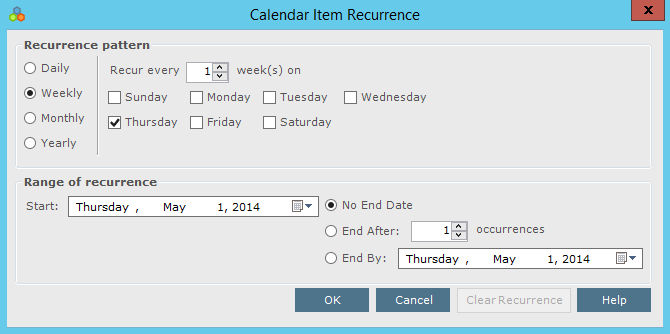 Calendar Item Recurrence
x
Recurrence pattern
Daily
Recur every 1 week(s) on
Weekly
Sunday Monday Tuesday Wednesday
Monthly
Thursday Friday Saturday
Yearly
Range of recurrence
Start: Thursday , May 1, 2014
No End Date
End After: 1 occurrences
End By: Thursday , May 1, 2014
OK Cancel Clear Recurrence Help